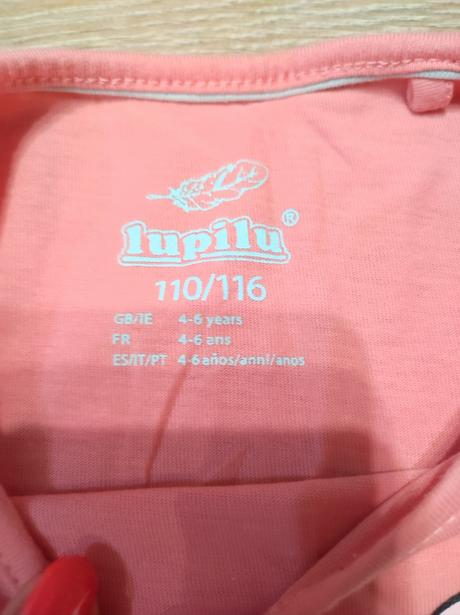 lupilu®
110/116
GB/IE 4-6 years
FR 4-6 ans
ES/IT/PT 4-6 años/anni/anos